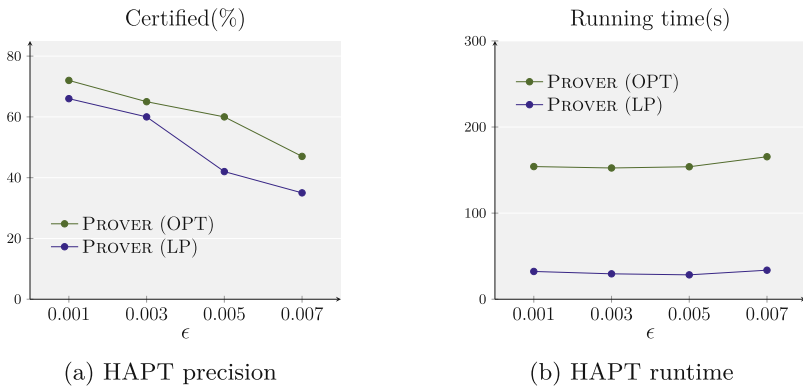 Certified(%)
80
60
40
20
0
PROVER (OPT)
PROVER (LP)
0.001 0.003 0.005 0.007
ϵ
(a) HAPT precision
Running time(s)
300
200
100
0
PROVER (OPT)
PROVER (LP)
0.001 0.003 0.005 0.007
ϵ
(b) HAPT runtime